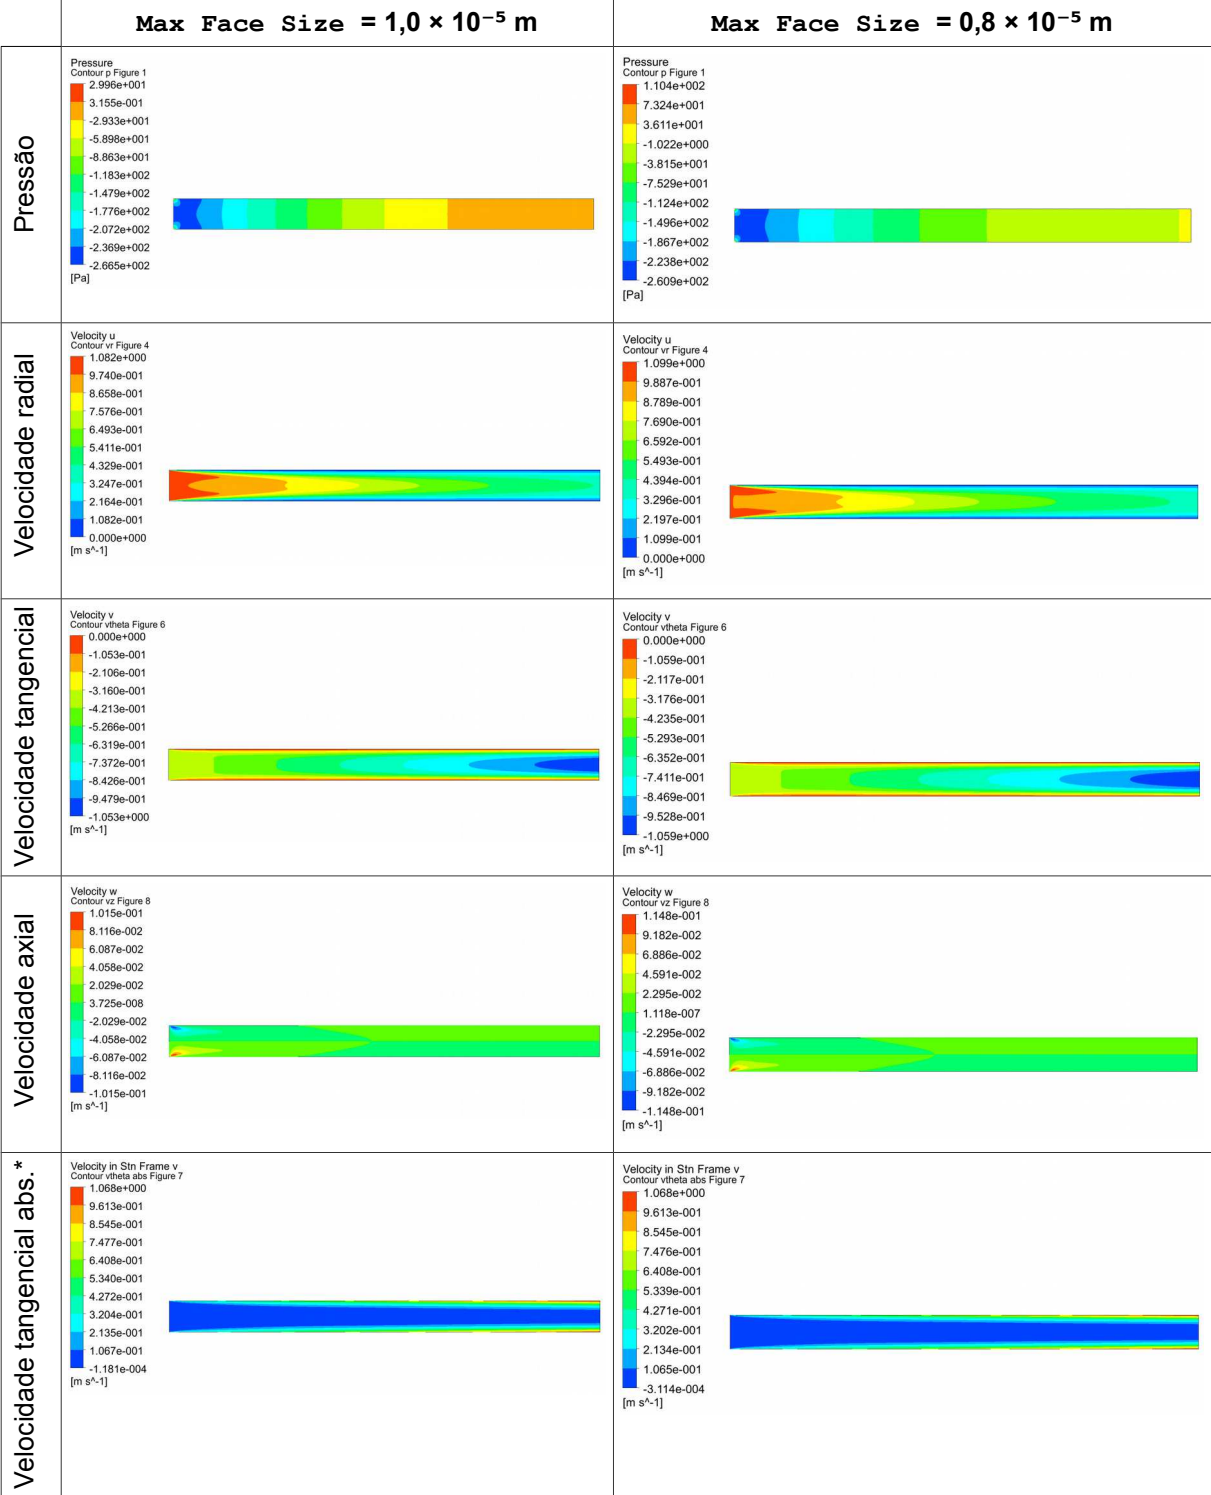 Max Face Size = 1,0 × 10⁻⁵ m
Max Face Size = 0,8 × 10⁻⁵ m
Pressão
Pressure
Contour p Figure 1
2.996e+001
3.155e-001
-2.933e+001
-5.898e+001
-8.863e+001
-1.183e+002
-1.479e+002
-1.776e+002
-2.072e+002
-2.369e+002
-2.665e+002
[Pa]
Pressure
Contour p Figure 1
1.104e+002
7.324e+001
3.611e+001
-1.022e+000
-3.815e+001
-7.529e+001
-1.124e+002
-1.496e+002
-1.867e+002
-2.238e+002
-2.609e+002
[Pa]
Velocidade radial
Velocity u
Contour vr Figure 4
1.082e+000
9.740e-001
8.658e-001
7.576e-001
6.493e-001
5.411e-001
4.329e-001
3.247e-001
2.164e-001
1.082e-001
0.000e+000
[m s^-1]
Velocity u
Contour vr Figure 4
1.099e+000
9.887e-001
8.789e-001
7.690e-001
6.592e-001
5.493e-001
4.394e-001
3.296e-001
2.197e-001
1.099e-001
0.000e+000
[m s^-1]
Velocidade tangencial
Velocity v
Contour vtheta Figure 6
0.000e+000
-1.053e-001
-2.106e-001
-3.160e-001
-4.213e-001
-5.266e-001
-6.319e-001
-7.372e-001
-8.426e-001
-9.479e-001
-1.053e+000
[m s^-1]
Velocity v
Contour vtheta Figure 6
0.000e+000
-1.059e-001
-2.117e-001
-3.176e-001
-4.235e-001
-5.293e-001
-6.352e-001
-7.411e-001
-8.469e-001
-9.528e-001
-1.059e+000
[m s^-1]
Velocidade axial
Velocity w
Contour vz Figure 8
1.015e-001
8.116e-002
6.087e-002
4.058e-002
2.029e-002
3.725e-008
-2.029e-002
-4.058e-002
-6.087e-002
-8.116e-002
-1.015e-001
[m s^-1]
Velocity w
Contour vz Figure 8
1.148e-001
9.182e-002
6.886e-002
4.591e-002
2.295e-002
1.118e-007
-2.295e-002
-4.591e-002
-6.886e-002
-9.182e-002
-1.148e-001
[m s^-1]
Velocidade tangencial abs.*
Velocity in Stn Frame v
Contour vtheta abs Figure 7
1.068e+000
9.613e-001
8.545e-001
7.477e-001
6.408e-001
5.340e-001
4.272e-001
3.204e-001
2.135e-001
1.067e-001
-1.181e-004
[m s^-1]
Velocity in Stn Frame v
Contour vtheta abs Figure 7
1.068e+000
9.613e-001
8.545e-001
7.476e-001
6.408e-001
5.339e-001
4.271e-001
3.202e-001
2.134e-001
1.065e-001
-3.114e-004
[m s^-1]